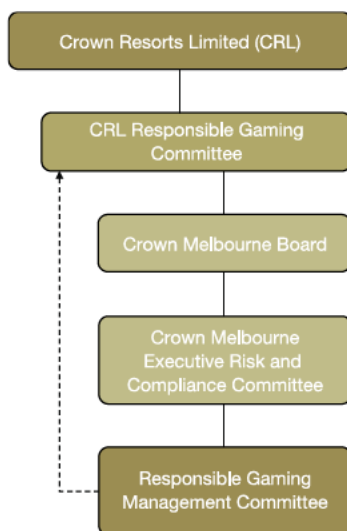 Crown Resorts Limited (CRL)
CRL Responsible Gaming
Committee
Crown Melbourne Board
Crown Melbourne
Executive Risk and
Compliance Committee
Responsible Gaming
Management Committee